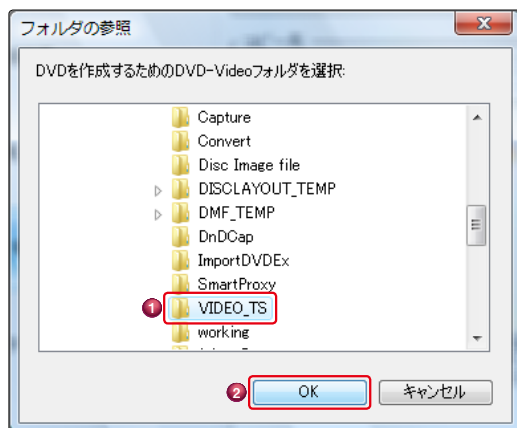 フォルダの参照
DVDを作成するためのDVD-Videoフォルダを選択:
Capture
Convert
Disc Image file
DISCLAYOUT_TEMP
DMF_TEMP
DnDCap
ImportDVDEx
SmartProxy
1 VIDEO_TS
working
2 OK キャンセル